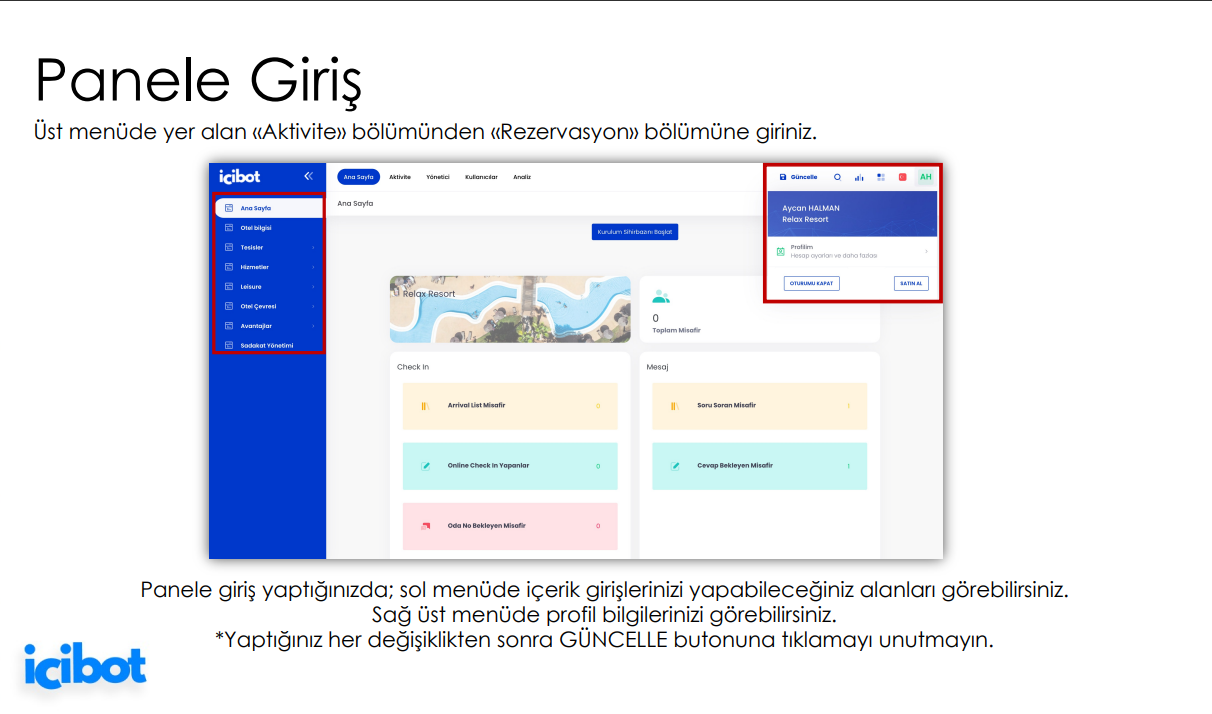 Panele Giriş
Üst menüde yer alan «Aktivite» bölümünden «Rezervasyon» bölümüne giriniz.
icibot
Ana Sayfa
Otel bilgisi
Tesisler
Hizmetler
Leisure
Otel Çevresi
Avantajlar
Sadakat Yönetimi
Ana Sayfa Aktivite Yönetici Kullanıcılar Analiz
Güncelle AH
Ana Sayfa
Aycan HALMAN
Relax Resort
Profilim
Hesap ayarları ve daha fazlası
OTURUMU KAPAT SATIN AL
Kurulum Sihirbazını Başlat
Relax Resort
0
Toplam Misafir
Check in
Arrival List Misafir 0
Online Check In Yapanlar 0
Oda No Bekleyen Misafir 0
Mesaj
Soru Soran Misafir 1
Cevap Bekleyen Misafir 1
Panele giriş yaptığınızda; sol menüde içerik girişlerinizi yapabileceğiniz alanları görebilirsiniz.
Sağ üst menüde profil bilgilerinizi görebilirsiniz.
*Yaptığınız her değişiklikten sonra GÜNCELLE butonuna tıklamayı unutmayın.
icibot